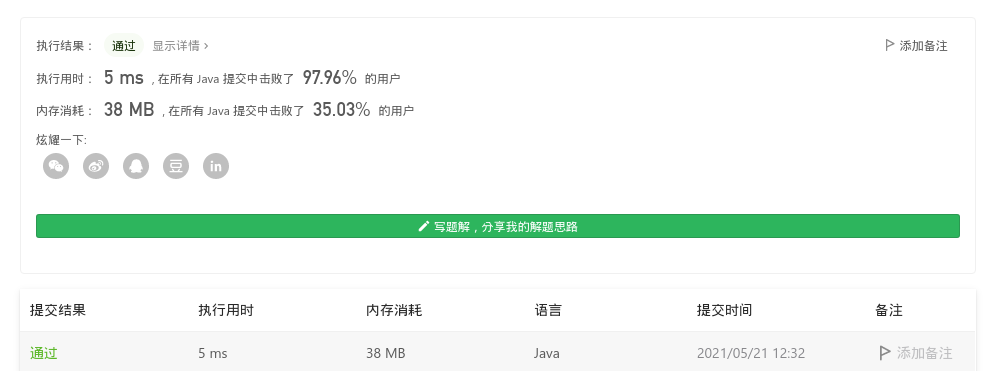 执行结果： 通过 显示详情 › 添加备注
执行用时： 5 ms , 在所有 Java 提交中击败了 97.96% 的用户
内存消耗： 38 MB , 在所有 Java 提交中击败了 35.03% 的用户
炫耀一下:
写题解，分享我的解题思路
提交结果 执行用时 内存消耗 语言 提交时间 备注
通过 5 ms 38 MB Java 2021/05/21 12:32 添加备注